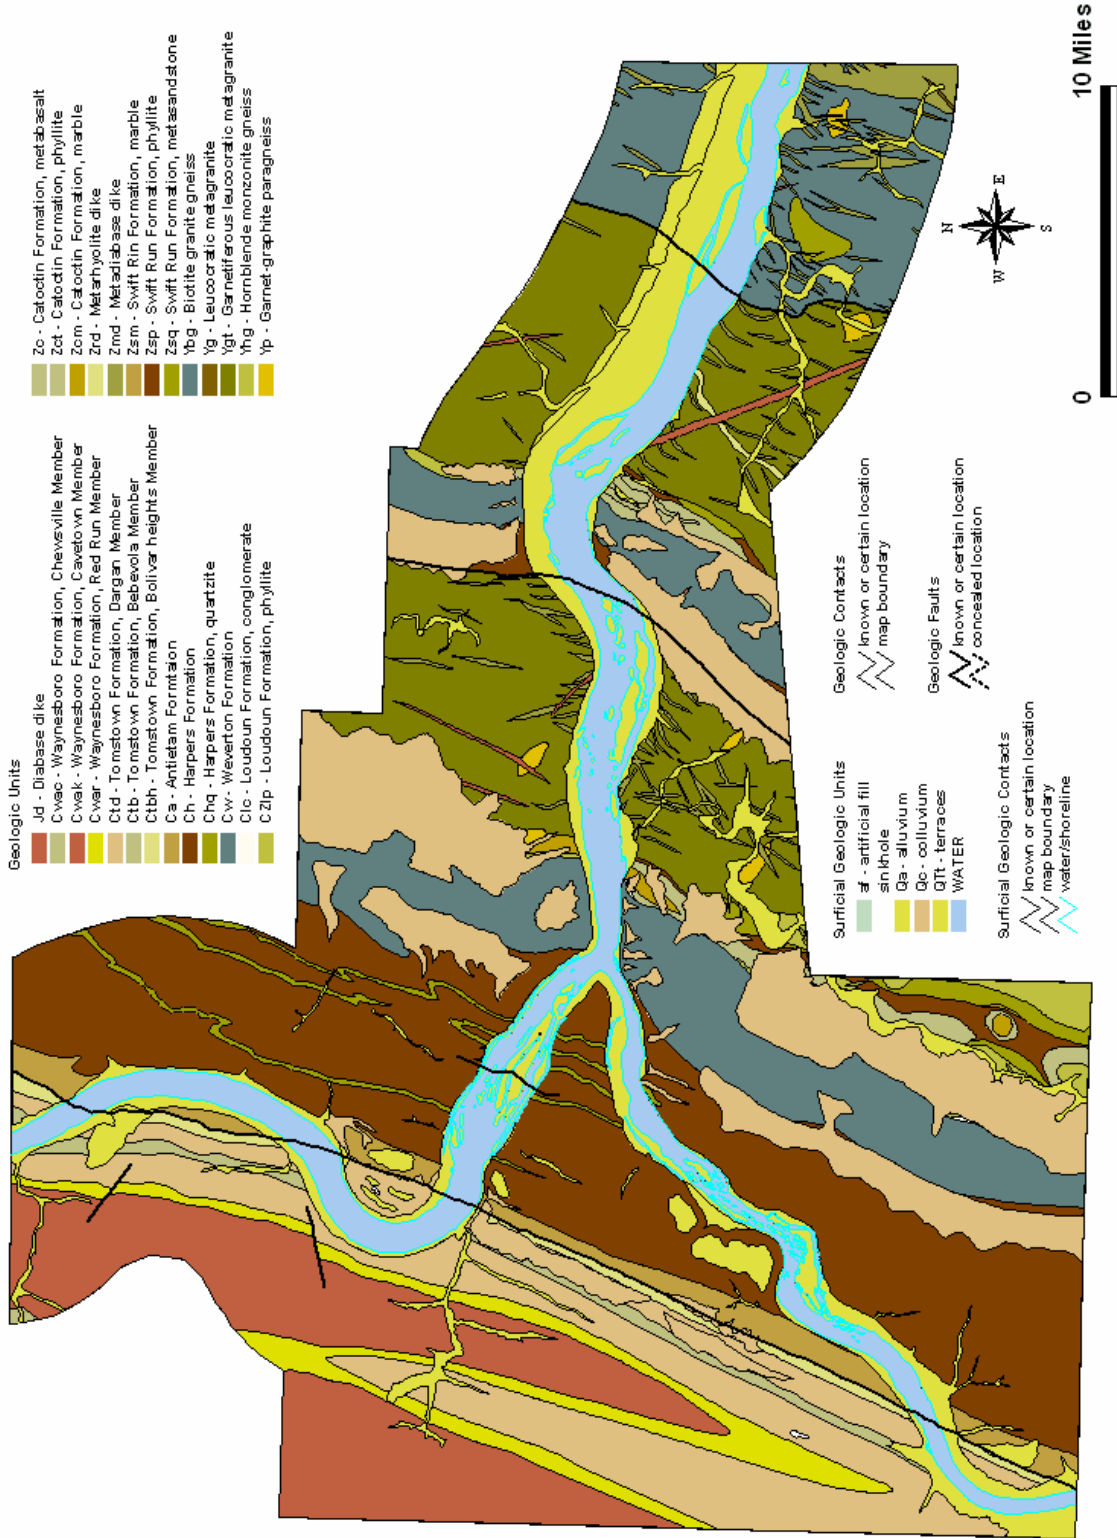 Geologic Units
Jd - Diabase dike
Cwac - Waynesboro Formation, Chewsville Member
Cwak - Waynesboro Formation, Cavetown Member
Cwar - Waynesboro Formation, Red Run Member
Ctd - Tomstown Formation, Dargan Member
Ctb - Tomstown Formation, Bebevola Member
Ctbh - Tomstown Formation, Bolivar heights Member
Ca - Antietam Formtaion
Ch - Harpers Formation
Chq - Harpers Formation, quartzite
Cw - Weverton Formation
Clc - Loudoun Formation, conglomerate
CZlp - Loudoun Formation, phyllite
Zc - Catoctin Formation, metabasalt
Zct - Catoctin Formation, phyllite
Zcm - Catoctin Formation, marble
Zrd - Metarhyolite dike
Zmd - Metadiabase dike
Zsm - Swift Rin Formation, marble
Zsp - Swift Run Formation, phyllite
Zsq - Swift Run Formation, metasandstone
Ybg - Biotite granite gneiss
Yg - Leucocratic metagranite
Ygt - Garnetiferous leucocratic metagranite
Yhg - Hornblende monzonite gneiss
Yp - Garnet-graphite paragneiss
Surficial Geologic Units
af - artificial fill
sinkhole
Qa - alluvium
Qc - colluvium
QTt - terraces
WATER
Surficial Geologic Contacts
known or certain location
map boundary
water/shoreline
Geologic Contacts
known or certain location
map boundary
Geologic Faults
known or certain location
concealed location
N
W
E
S
0
10 Miles